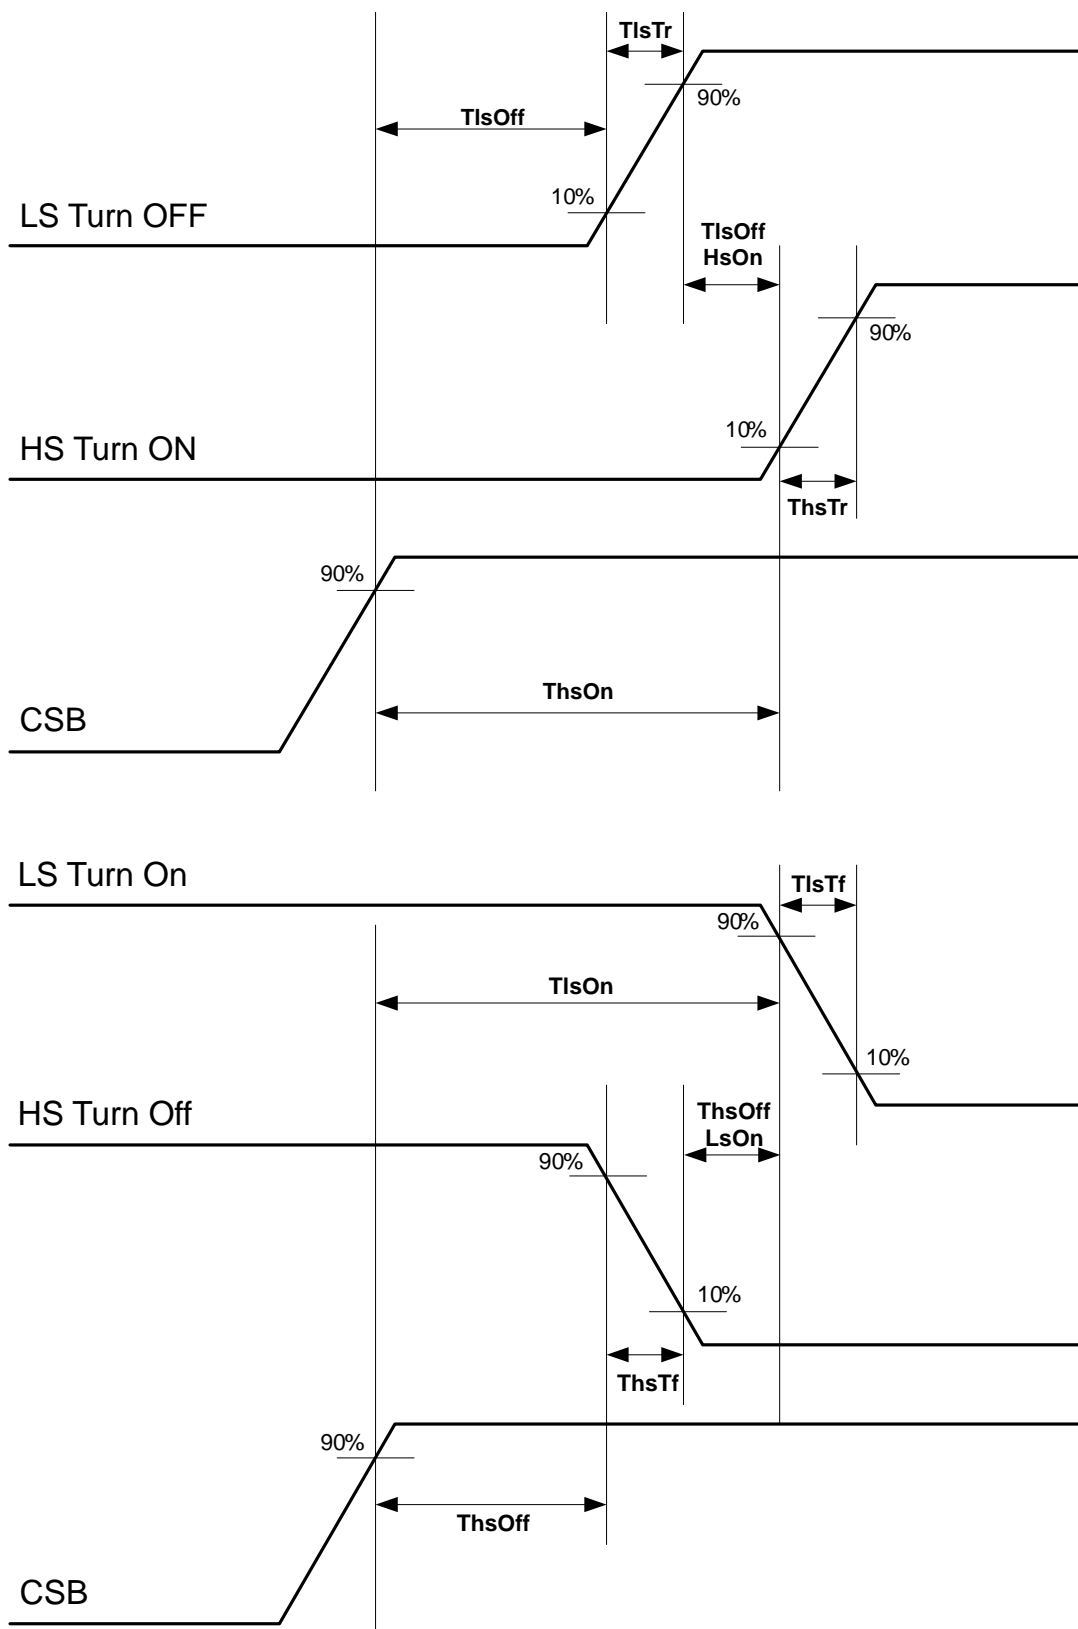 TlsTr
90%
TlsOff
10%
LS Turn OFF
TlsOff
HsOn
90%
10%
HS Turn ON
ThsTr
90%
ThsOn
CSB
LS Turn On
TlsTf
90%
TlsOn
10%
HS Turn Off
ThsOff
LsOn
90%
10%
ThsTf
90%
ThsOff
CSB